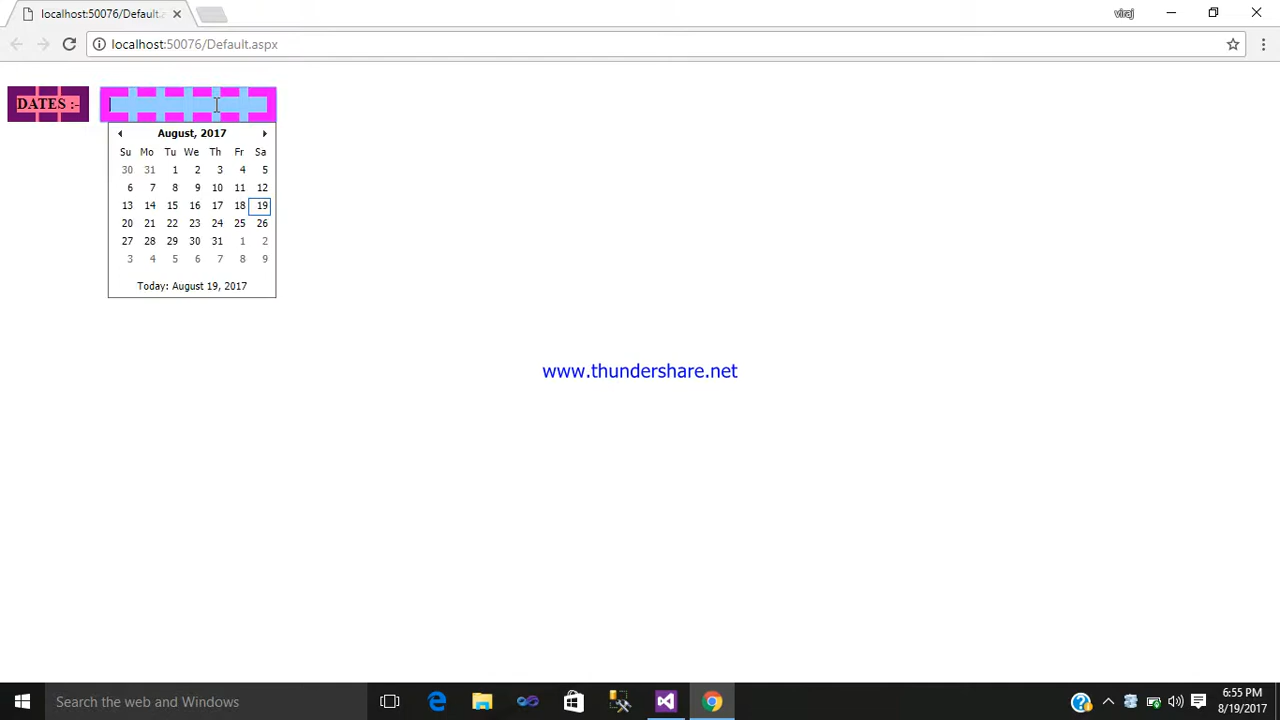 localhost:50076/Default.a
viraj
localhost:50076/Default.aspx
DATES :-
August, 2017
Su Mo Tu We Th Fr Sa
30 31 1 2 3 4 5
6 7 8 9 10 11 12
13 14 15 16 17 18 19
20 21 22 23 24 25 26
27 28 29 30 31 1 2
3 4 5 6 7 8 9
Today: August 19, 2017
www.thundershare.net
Search the web and Windows
6:55 PM
8/19/2017